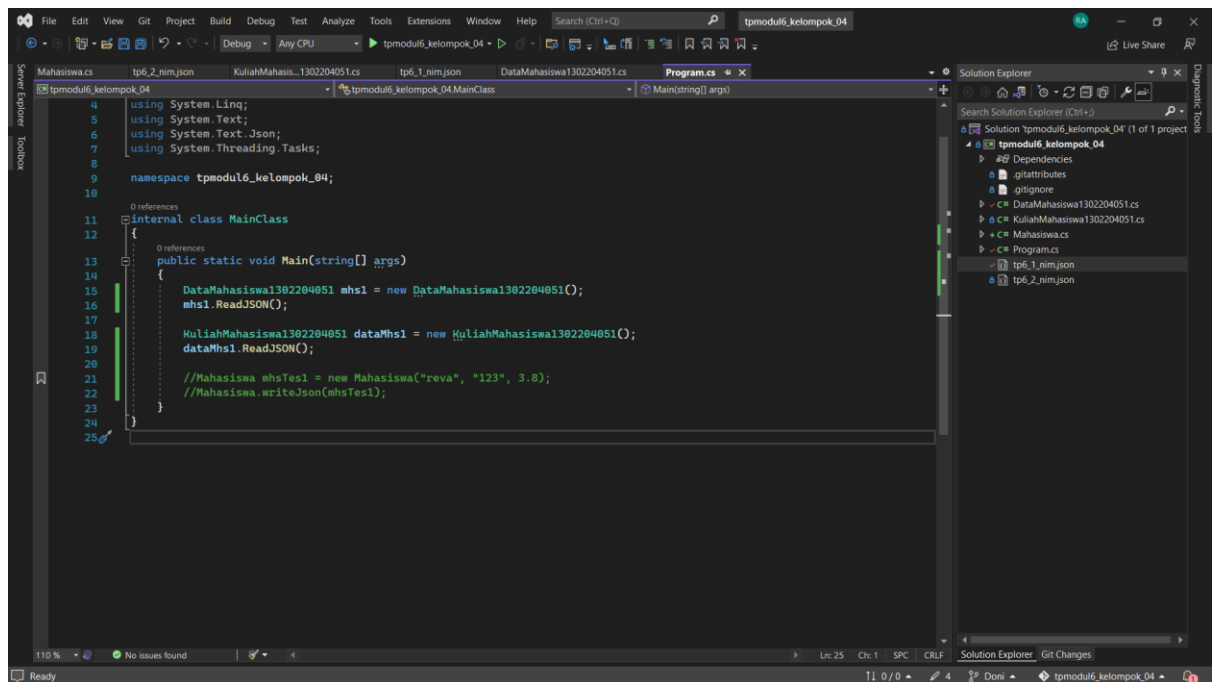 File Edit View Git Project Build Debug Test Analyze Tools Extensions Window Help Search (Ctrl+Q) tpmodul6_kelompok_04 RA
Debug Any CPU tpmodul6_kelompok_04 Live Share
Server Explorer
Toolbox
Mahasiswa.cs tp6_2_nim.json KuliahMahasis...1302204051.cs tp6_1_nim.json DataMahasiswa1302204051.cs Program.cs
tpmodul6_kelompok_04 tpmodul6_kelompok_04.MainClass Main(string[] args)
4 using System.Linq;
5 using System.Text;
6 using System.Text.Json;
7 using System.Threading.Tasks;
8
9 namespace tpmodul6_kelompok_04;
10
0 references
11 internal class MainClass
12 {
0 references
13 public static void Main(string[] args)
14 {
15 DataMahasiswa1302204051 mhs1 = new DataMahasiswa1302204051();
16 mhs1.ReadJSON();
17
18 KuliahMahasiswa1302204051 dataMhs1 = new KuliahMahasiswa1302204051();
19 dataMhs1.ReadJSON();
20
21 //Mahasiswa mhsTes1 = new Mahasiswa("reva", "123", 3.8);
22 //Mahasiswa.writeJson(mhsTes1);
23 }
24 }
25
110 % No issues found Ln: 25 Ch: 1 SPC CRLF
Solution Explorer
Search Solution Explorer (Ctrl+;)
Solution 'tpmodul6_kelompok_04' (1 of 1 project
tpmodul6_kelompok_04
Dependencies
.gitattributes
.gitignore
C# DataMahasiswa1302204051.cs
C# KuliahMahasiswa1302204051.cs
C# Mahasiswa.cs
C# Program.cs
tp6_1_nim.json
tp6_2_nim.json
Solution Explorer Git Changes
Diagnostic Tools
Ready 0 / 0 4 Doni tpmodul6_kelompok_04 1